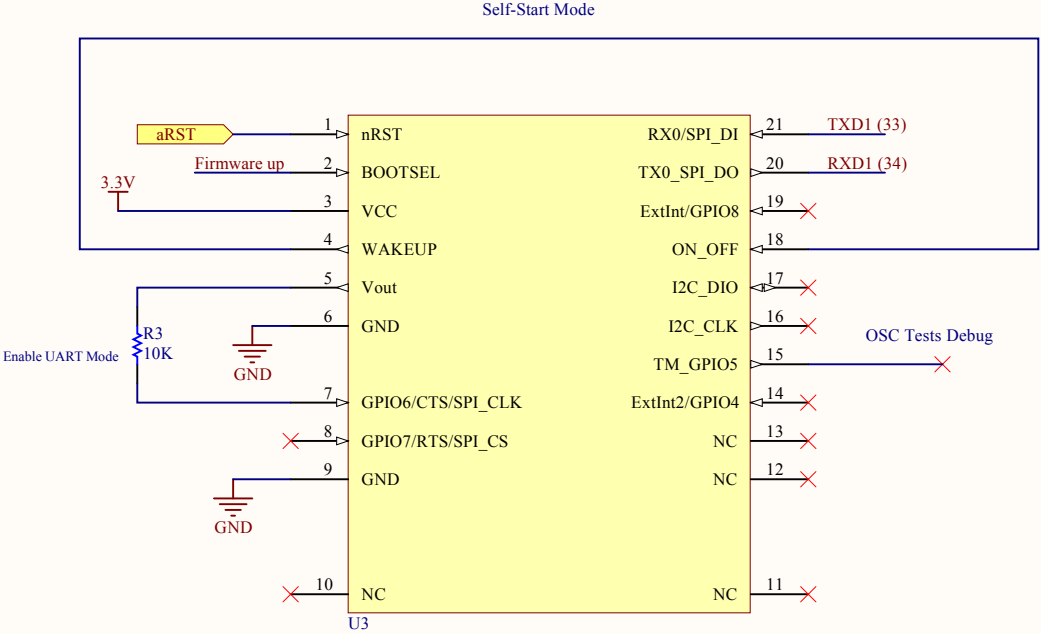 Self-Start Mode
aRST
1
nRST
RX0/SPI_DI
21
TXD1 (33)
Firmware up
2
BOOTSEL
TX0_SPI_DO
20
RXD1 (34)
3.3V
3
VCC
ExtInt/GPIO8
19
4
WAKEUP
ON_OFF
18
5
Vout
I2C_DIO
17
6
GND
I2C_CLK
16
GND
R3
10K
Enable UART Mode
TM_GPIO5
15
OSC Tests Debug
7
GPIO6/CTS/SPI_CLK
ExtInt2/GPIO4
14
8
GPIO7/RTS/SPI_CS
NC
13
9
GND
NC
12
GND
10
NC
NC
11
U3